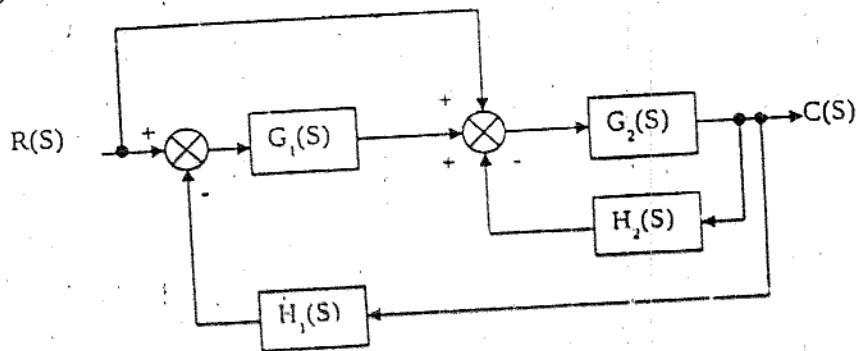 +
R(S)
+
G₁(S)
+
+
-
G₂(S)
C(S)
-
H₂(S)
H₁(S)